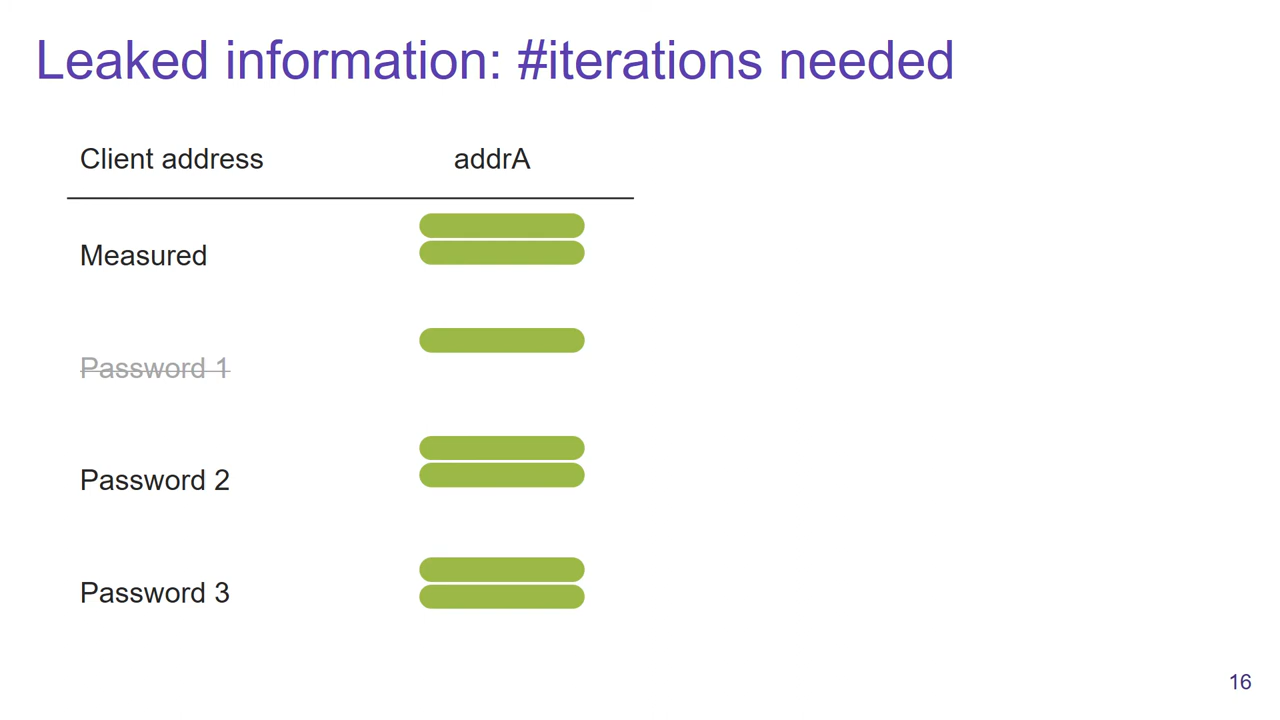 Leaked information: #iterations needed
Client address addrA
Measured
Password 1
Password 2
Password 3
16